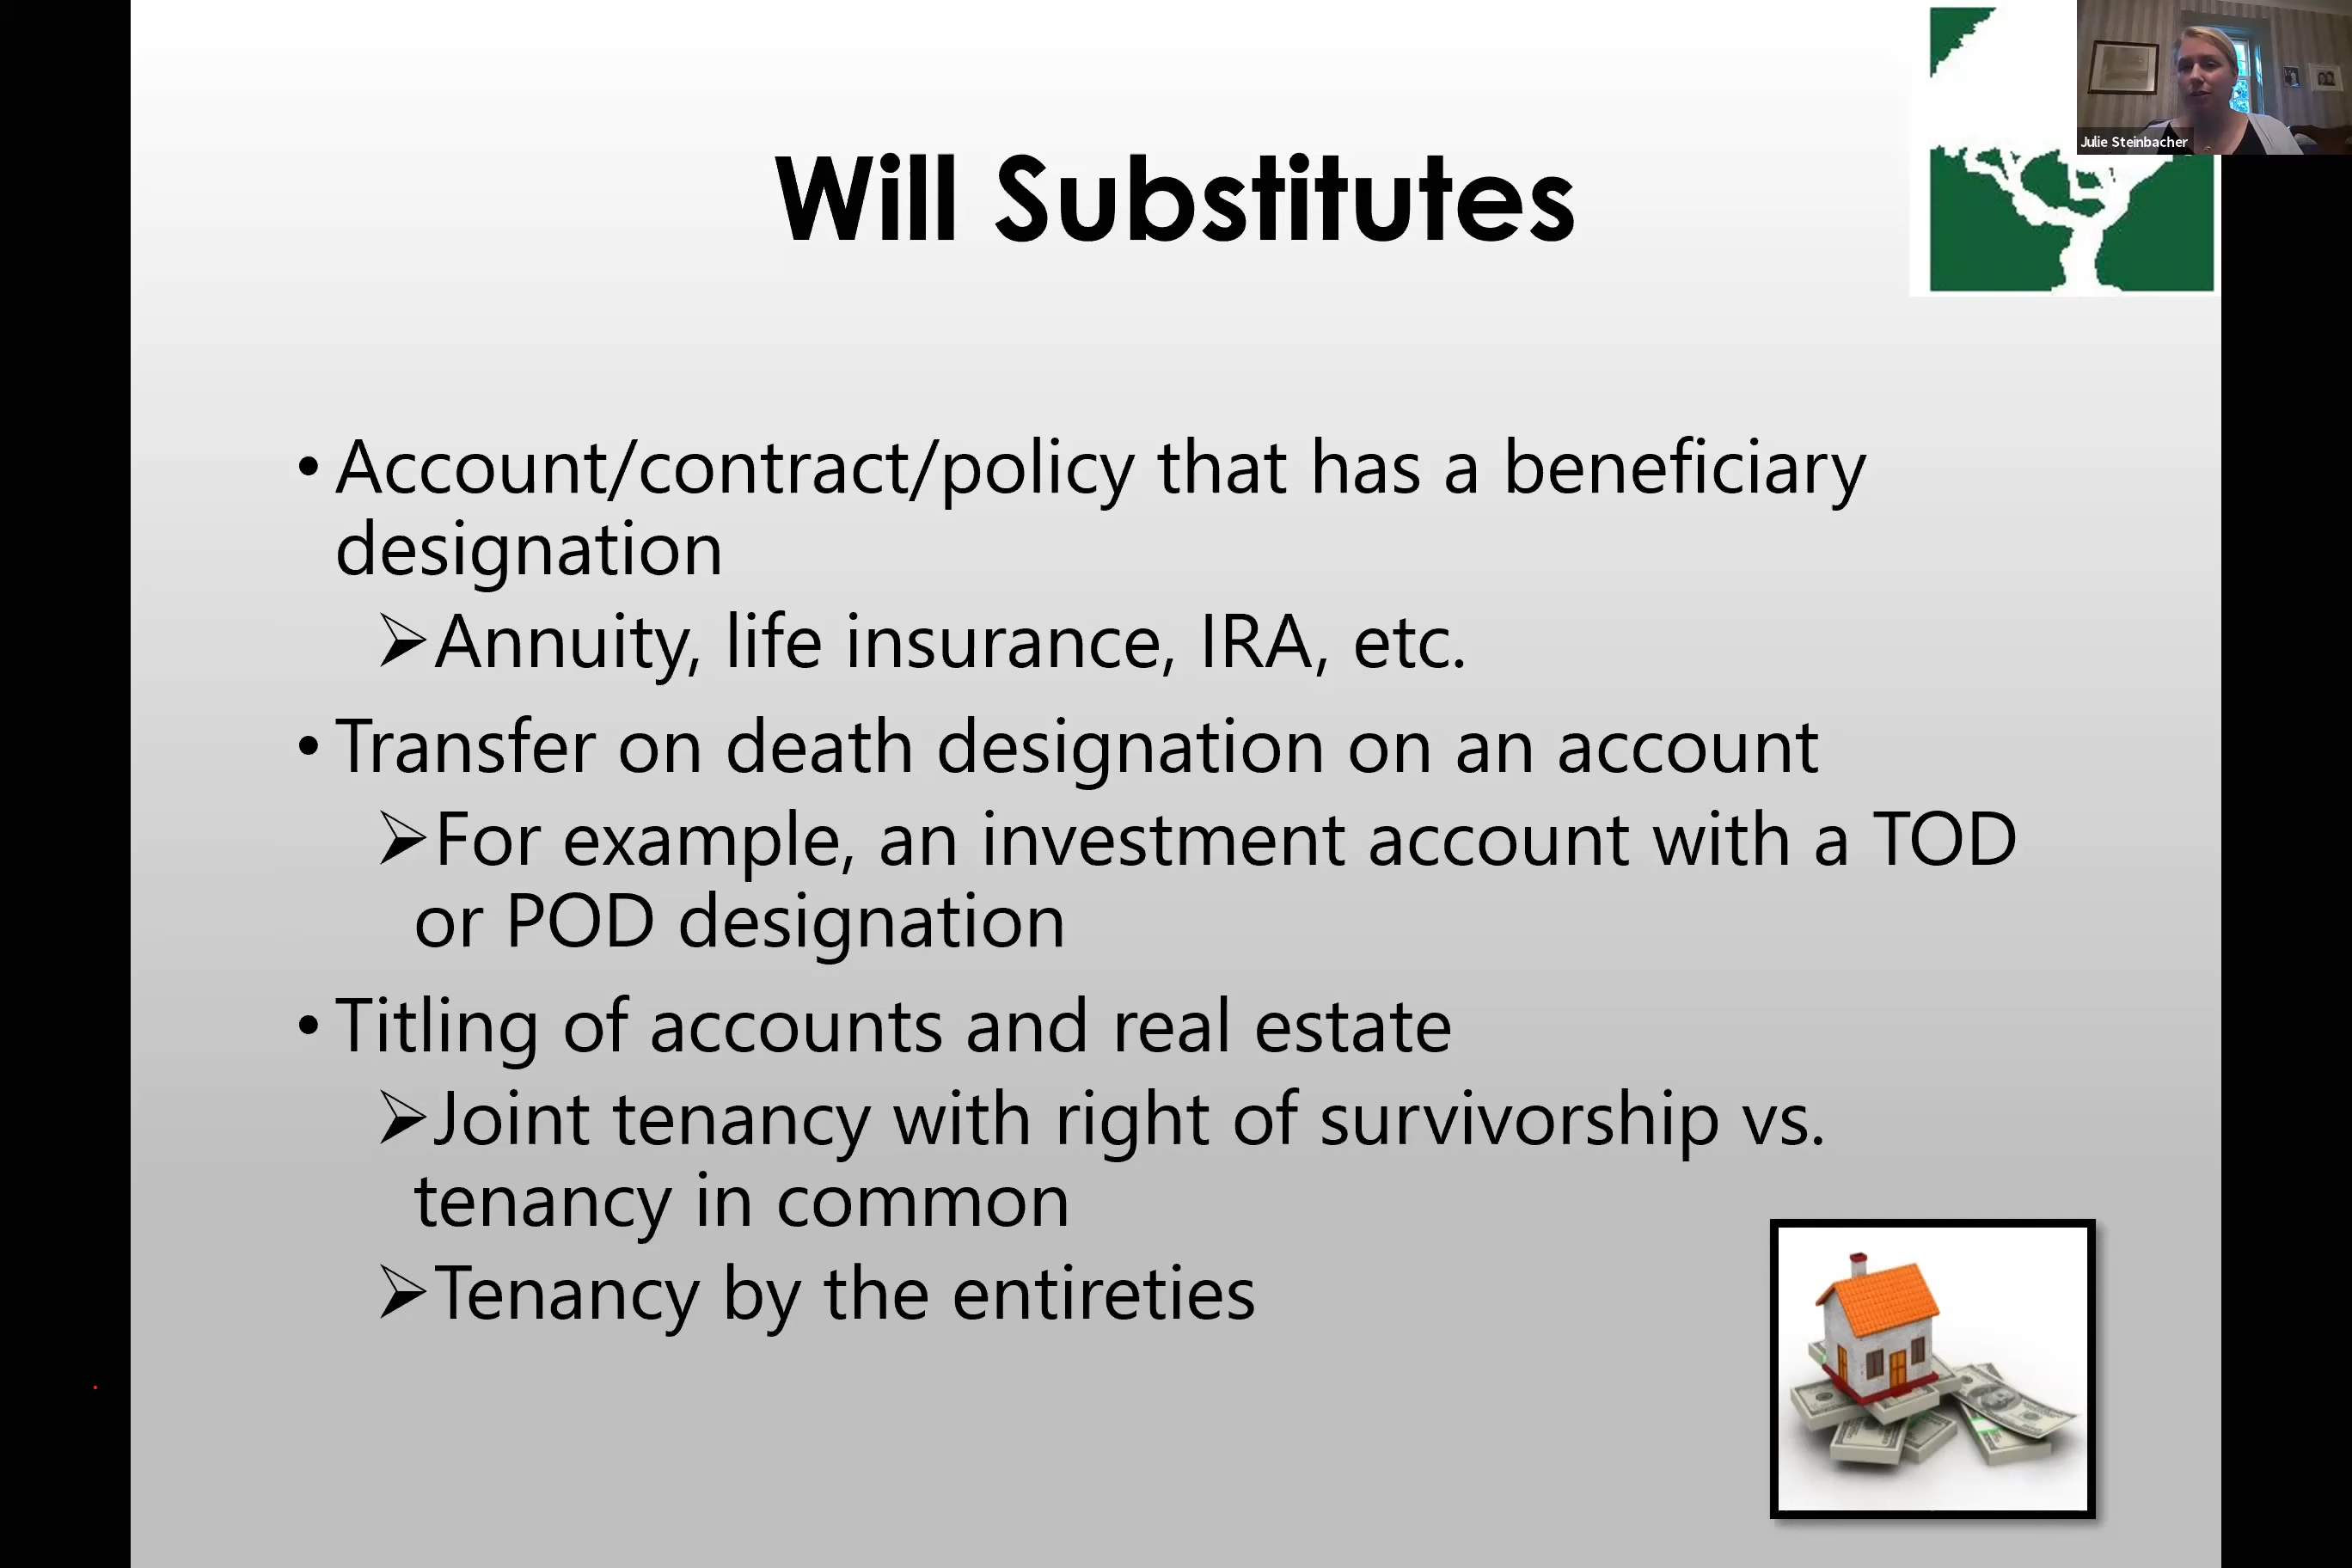 Julie Steinbacher
Will Substitutes
• Account/contract/policy that has a beneficiary
designation
➢Annuity, life insurance, IRA, etc.
• Transfer on death designation on an account
➢For example, an investment account with a TOD
or POD designation
• Titling of accounts and real estate
➢Joint tenancy with right of survivorship vs.
tenancy in common
➢Tenancy by the entireties